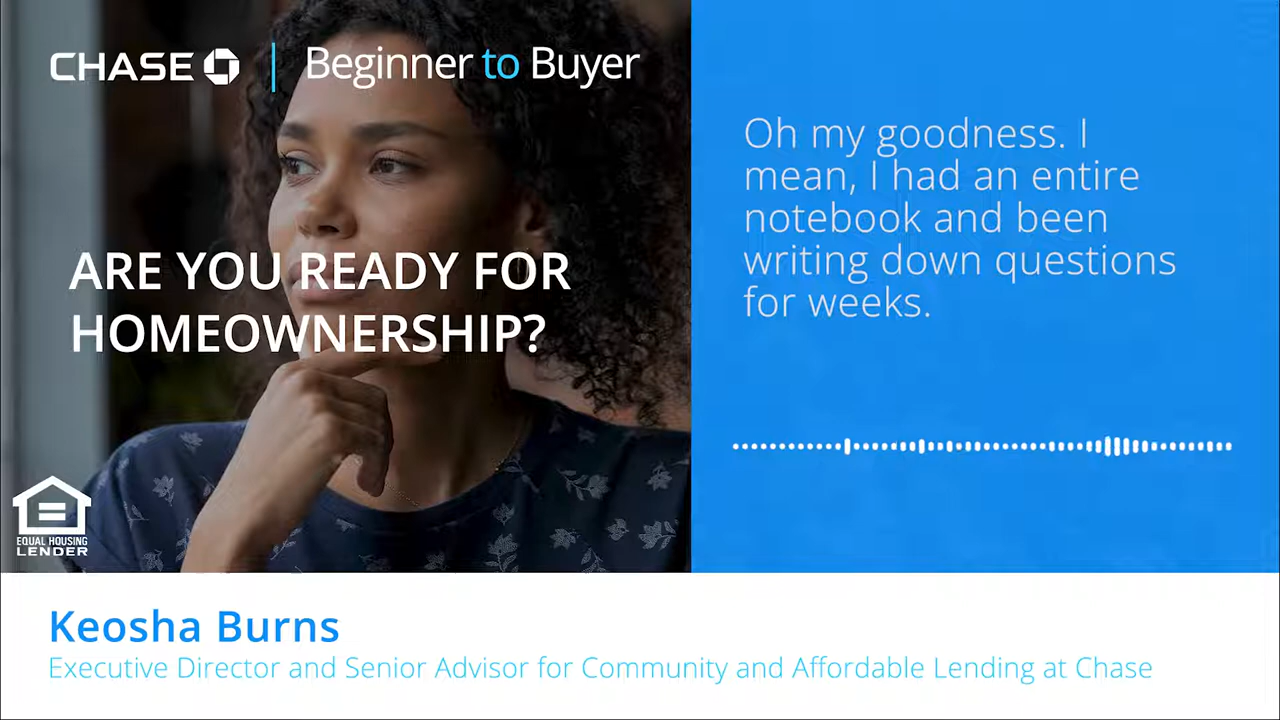 CHASE | Beginner to Buyer
ARE YOU READY FOR
HOMEOWNERSHIP?
EQUAL HOUSING
LENDER
Oh my goodness. I
mean, I had an entire
notebook and been
writing down questions
for weeks.
Keosha Burns
Executive Director and Senior Advisor for Community and Affordable Lending at Chase